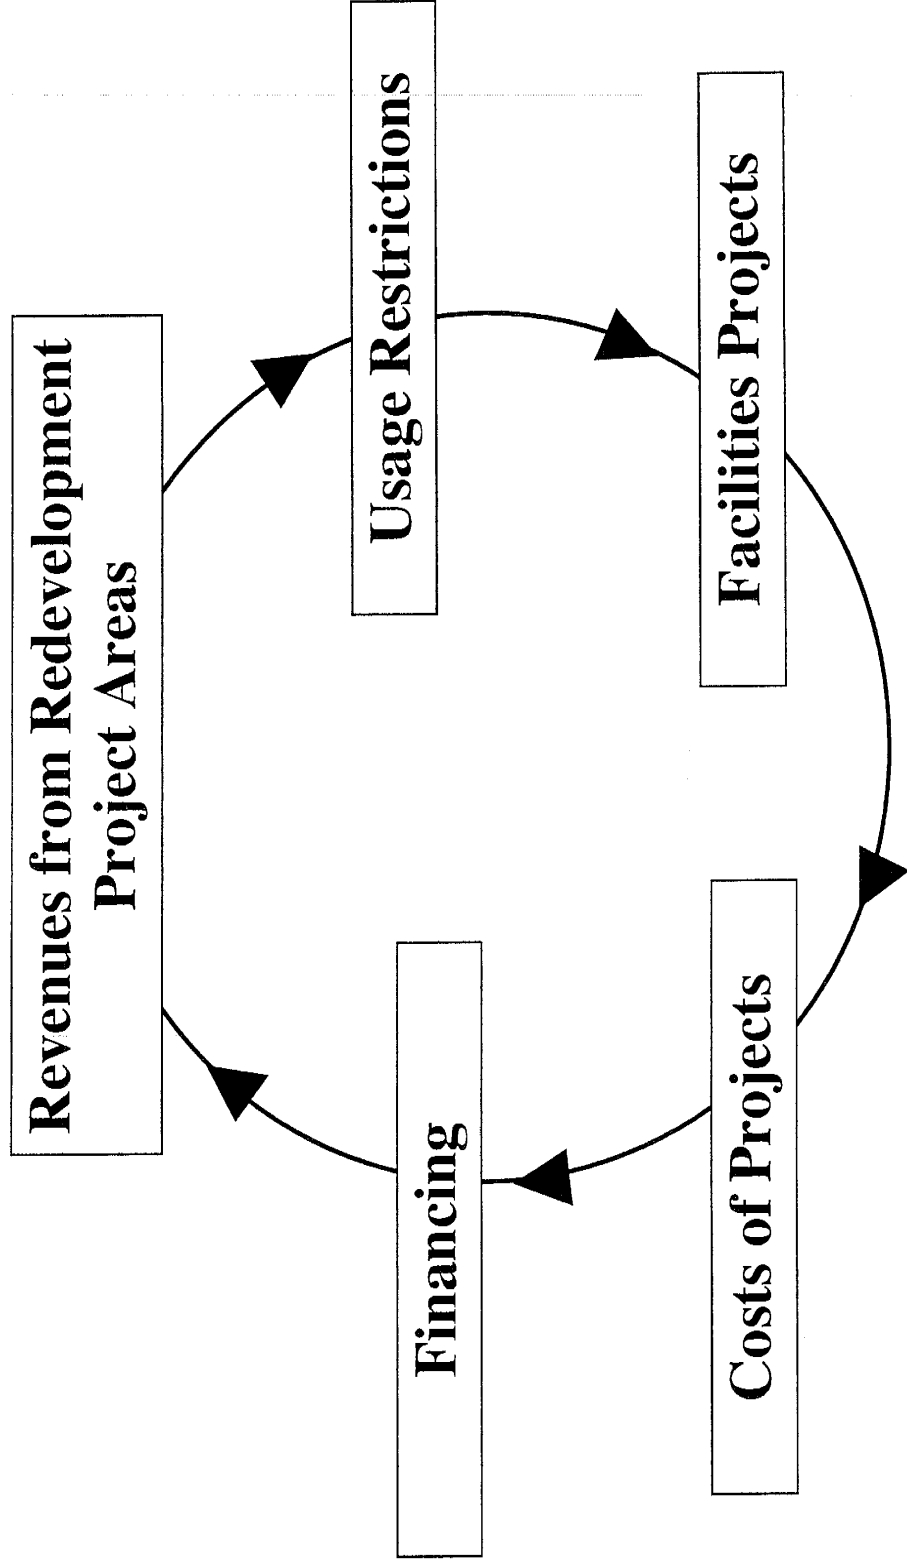 Revenues from Redevelopment
Project Areas
Usage Restrictions
Facilities Projects
Costs of Projects
Financing